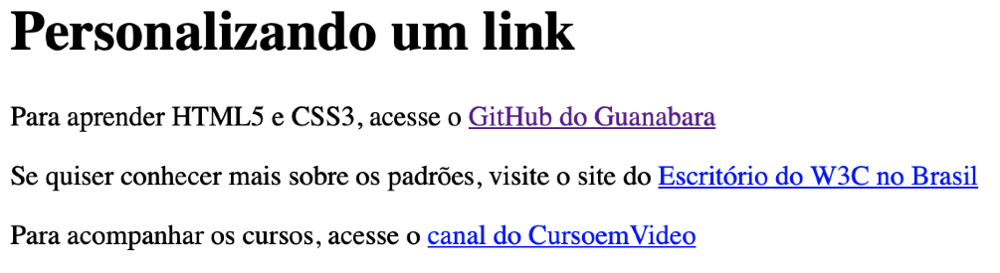 Personalizando um link
Para aprender HTML5 e CSS3, acesse o GitHub do Guanabara
Se quiser conhecer mais sobre os padrões, visite o site do Escritório do W3C no Brasil
Para acompanhar os cursos, acesse o canal do CursoemVideo